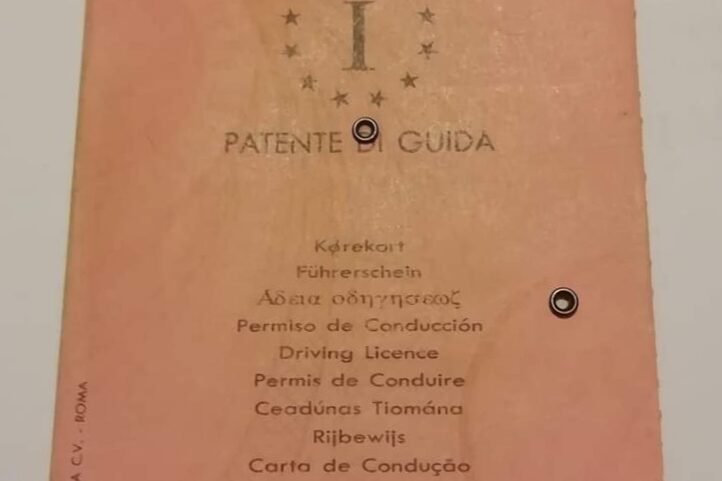 I
PATENTE DI GUIDA
Kørekort
Führerschein
Αδεια οδηγησεωζ
Permiso de Conducción
Driving Licence
Permis de Conduire
Ceadúnas Tiomána
Rijbewijs
Carta de Condução
A C.V. - ROMA